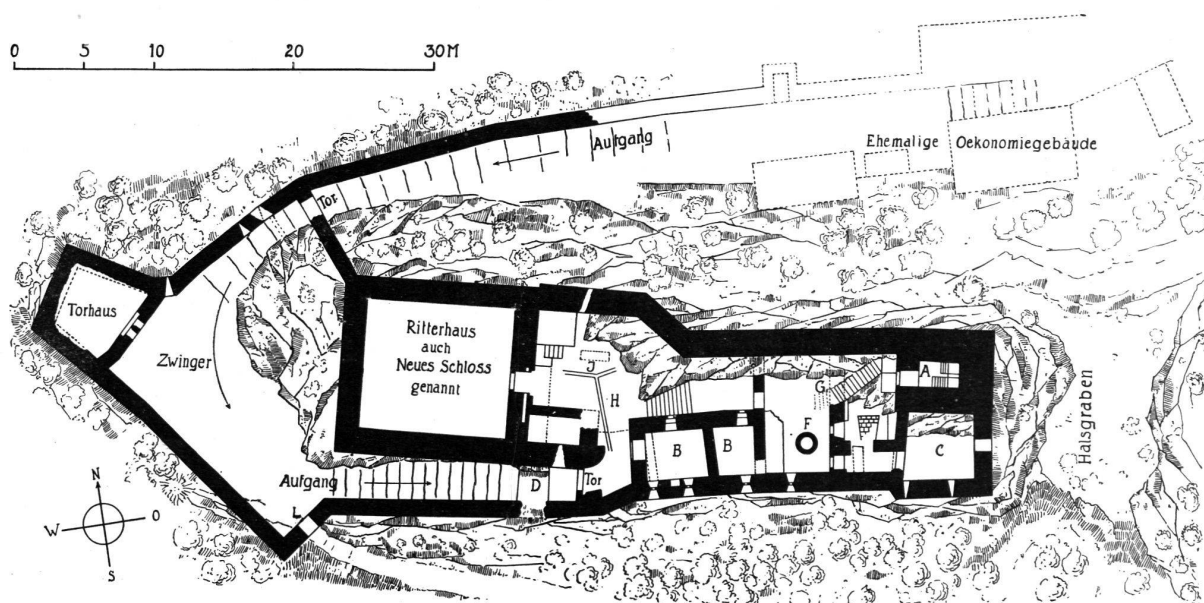 0 5 10 20 30M
Aufgang
Ehemalige Oekonomiegebäude
Tor
Torhaus
Zwinger
Ritterhaus
auch
Neues Schloss
genannt
J
H
G
A
F
B B
C
Halsgraben
Aufgang
D
Tor
L
N
W O
S